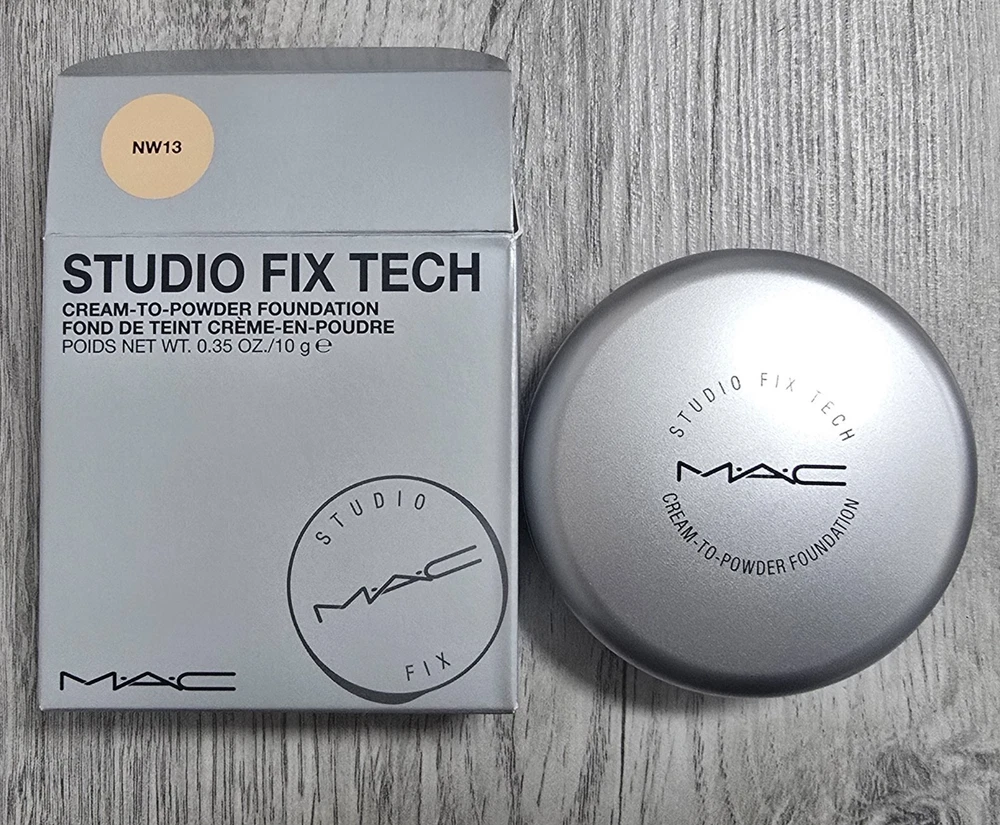 NW13
STUDIO FIX TECH
CREAM-TO-POWDER FOUNDATION
FOND DE TEINT CRÈME-EN-POUDRE
POIDS NET WT. 0.35 OZ./10 g ℮
STUDIO
M·A·C
FIX
M·A·C
STUDIO FIX TECH
M·A·C
CREAM-TO-POWDER FOUNDATION